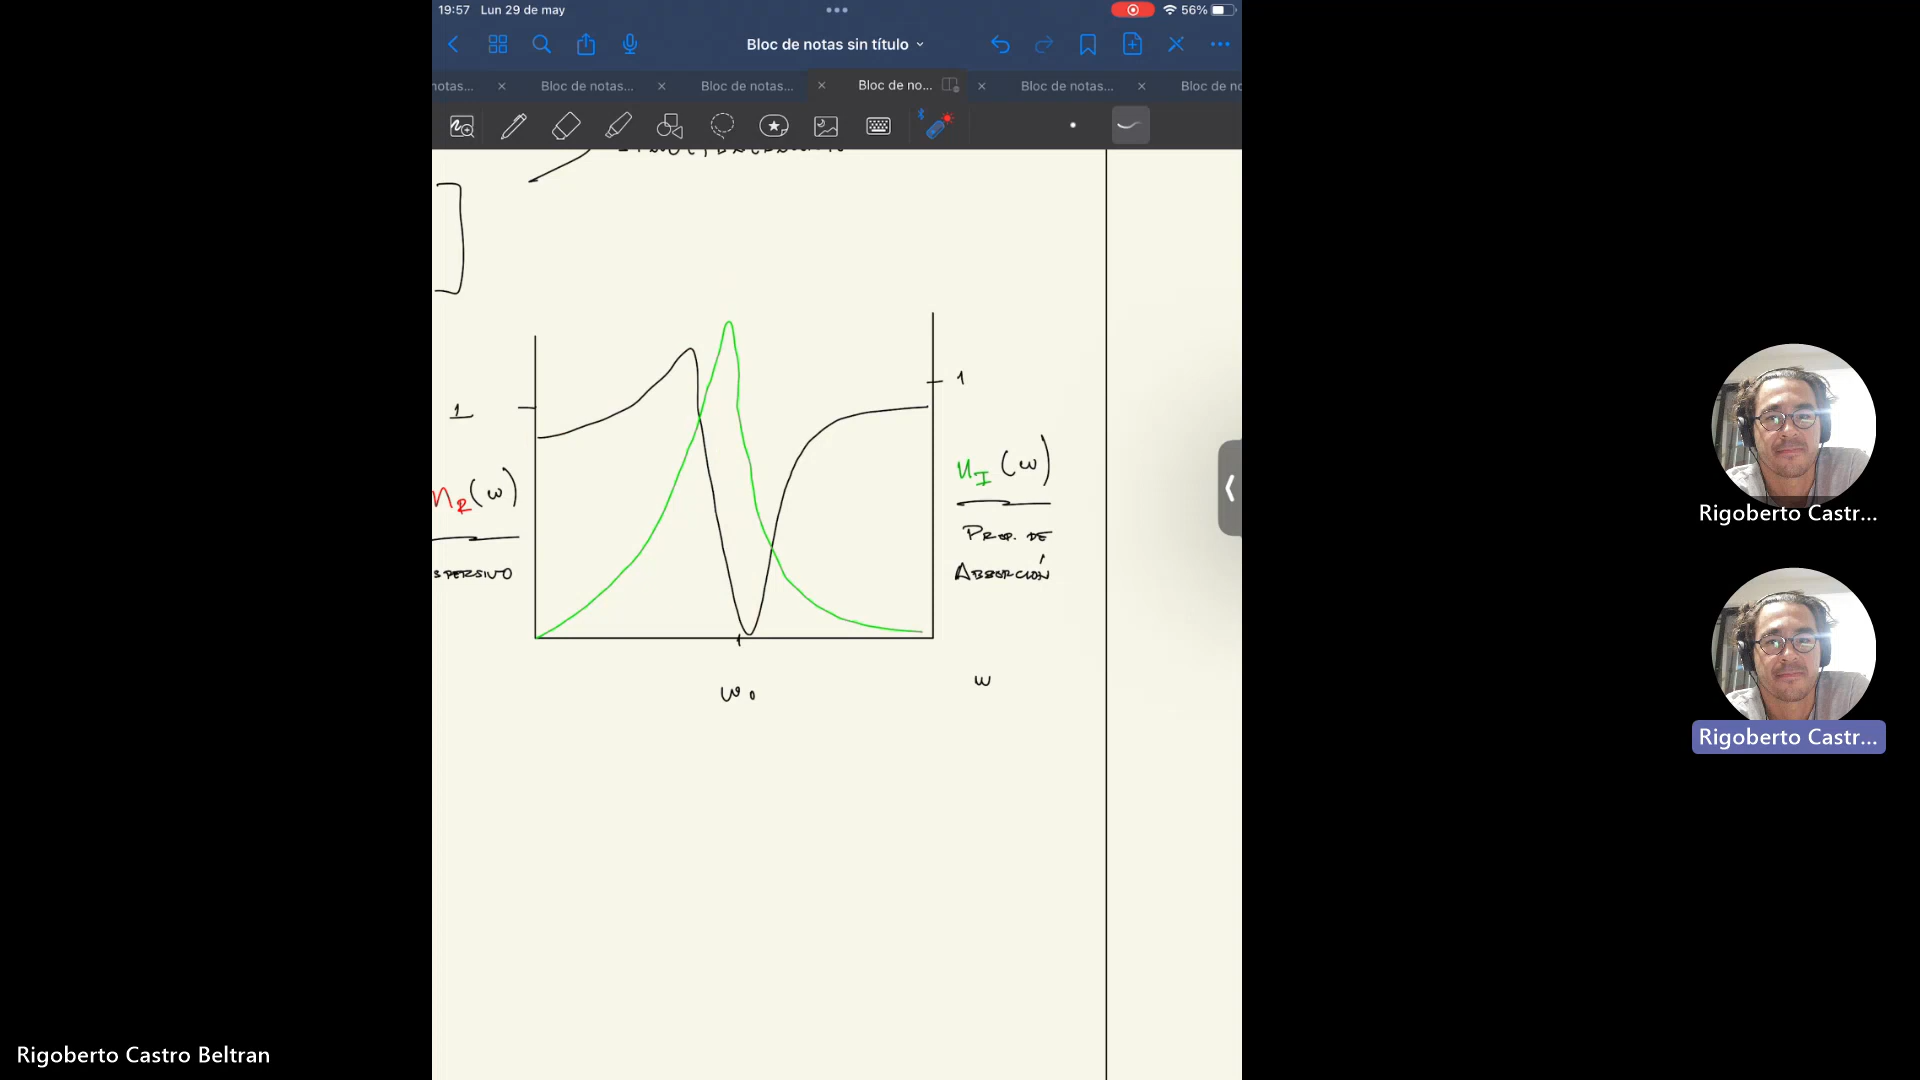 19:57 Lun 29 de may
56%
Bloc de notas sin título
notas...
Bloc de notas...
Bloc de notas...
Bloc de no...
Bloc de notas...
Bloc de no
1
1
n_R(ω)
n_I(ω)
Prop. de
Absorción
spersivo
ω₀
ω
Rigoberto Castr...
Rigoberto Castr...
Rigoberto Castro Beltran